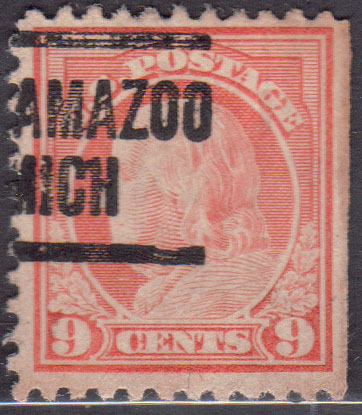 POSTAGE
AMAZOO
MICH
9 CENTS 9